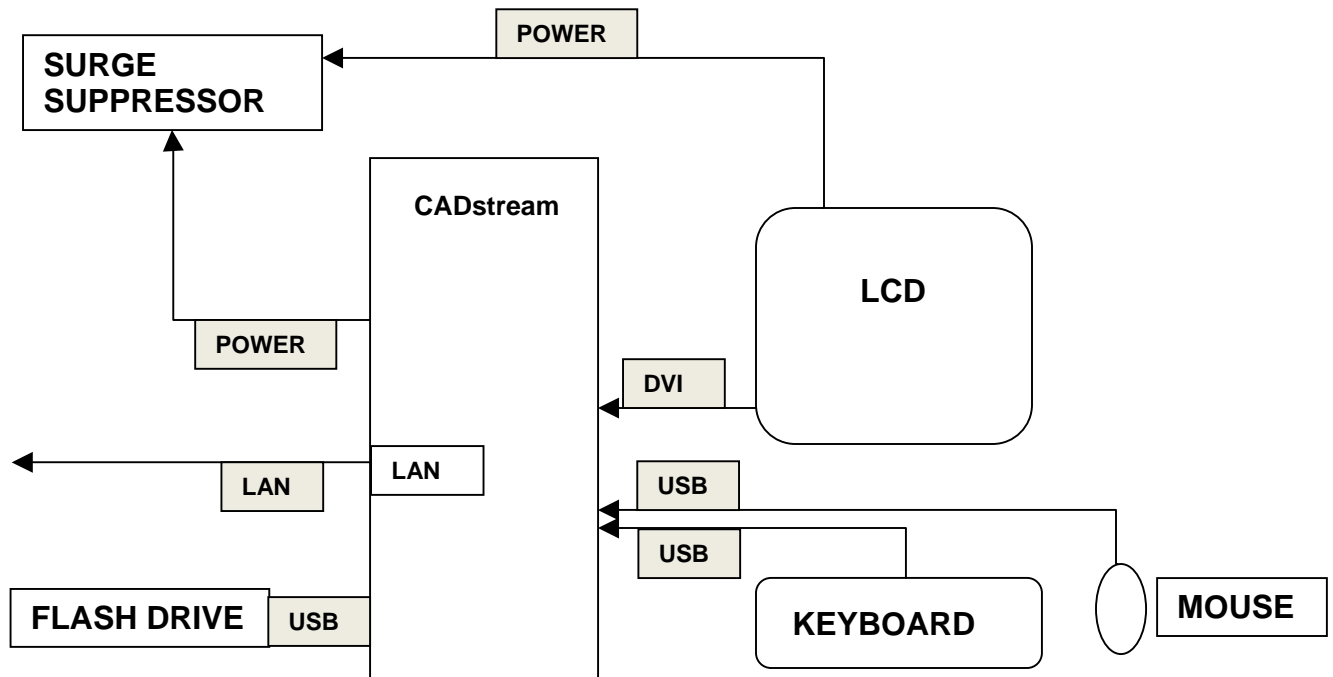 POWER
SURGE
SUPPRESSOR
CADstream
LCD
POWER
DVI
LAN
LAN
USB
USB
FLASH DRIVE
USB
KEYBOARD
MOUSE